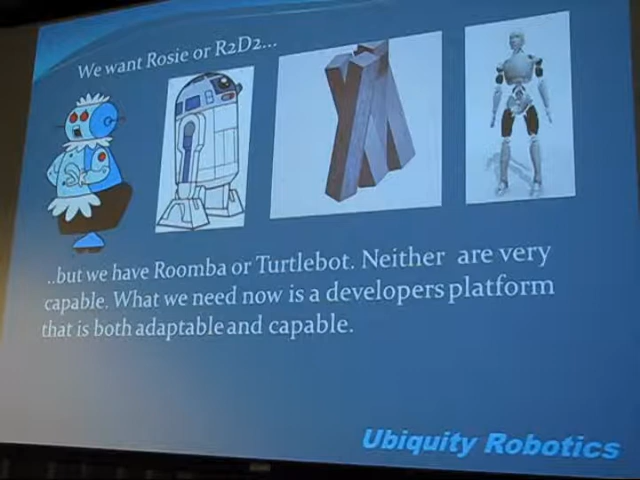 We want Rosie or R2D2...
..but we have Roomba or Turtlebot. Neither are very
capable. What we need now is a developers platform
that is both adaptable and capable.
Ubiquity Robotics